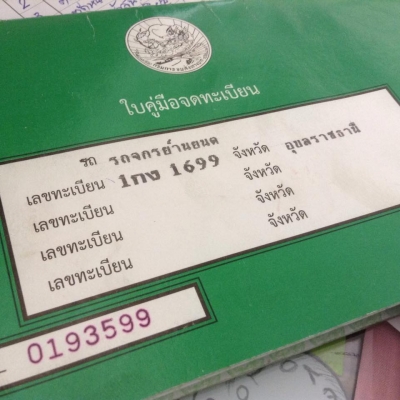 ใบคู่มือจดทะเบียน
รถ รถจักรยานยนต์
เลขทะเบียน 1กง 1699 จังหวัด อุบลราชธานี
เลขทะเบียน จังหวัด
เลขทะเบียน จังหวัด
เลขทะเบียน จังหวัด
0193599